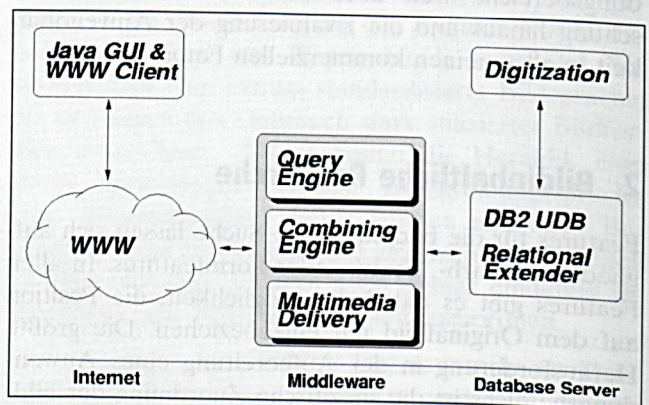 Java GUI &
WWW Client
Digitization
Query
Engine
WWW
Combining
Engine
DB2 UDB
Relational
Extender
Multimedia
Delivery
Internet
Middleware
Database Server